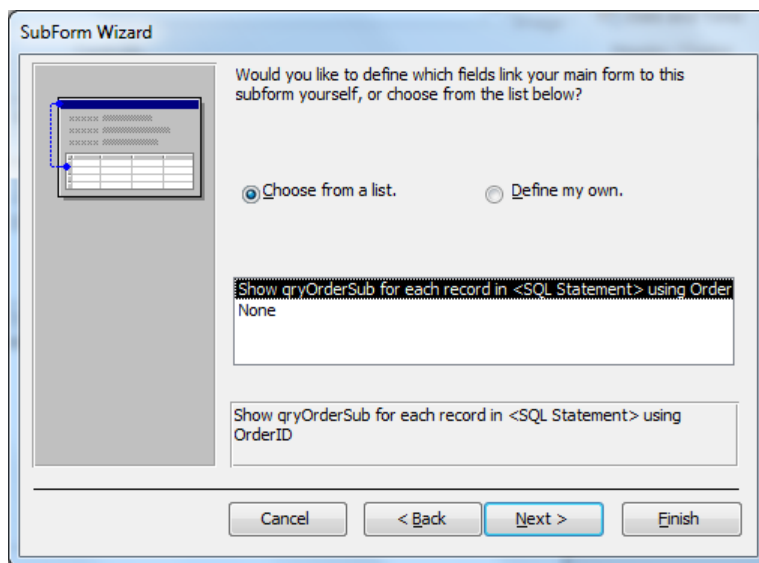 SubForm Wizard
Would you like to define which fields link your main form to this
subform yourself, or choose from the list below?
Choose from a list.
Define my own.
Show qryOrderSub for each record in <SQL Statement> using Order
None
Show qryOrderSub for each record in <SQL Statement> using
OrderID
Cancel
< Back
Next >
Finish